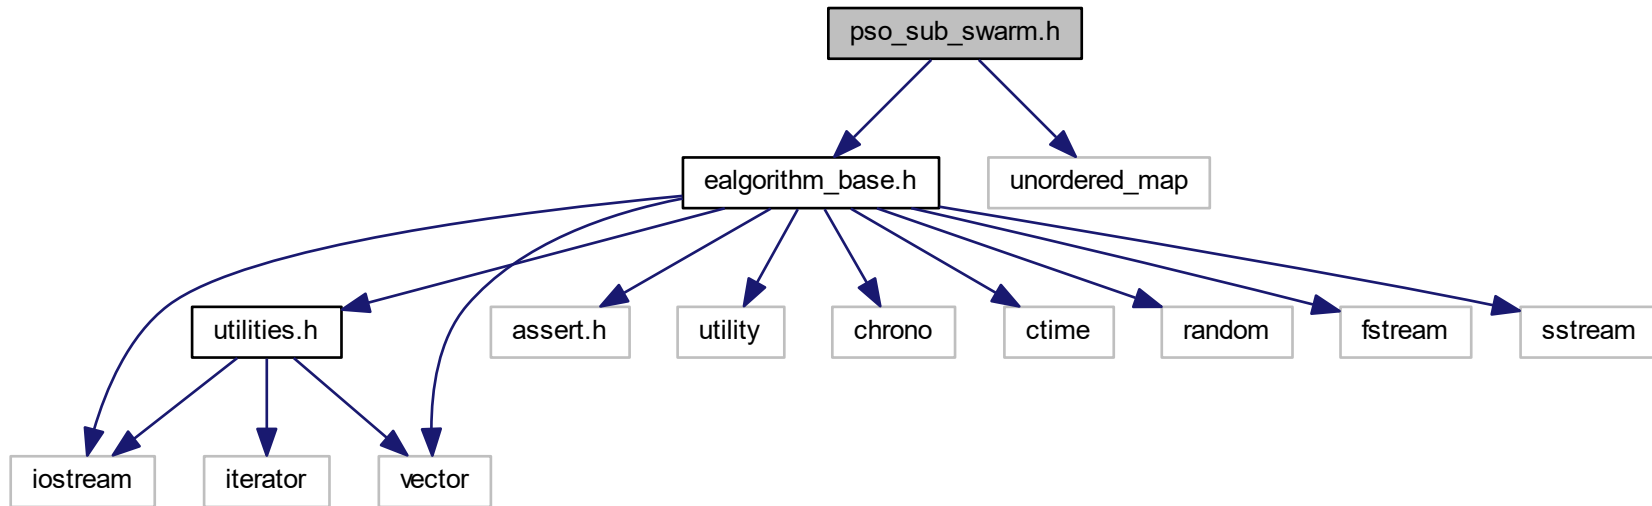 pso_sub_swarm.h
ealgorithm_base.h
unordered_map
utilities.h
assert.h
utility
chrono
ctime
random
fstream
sstream
iostream
iterator
vector